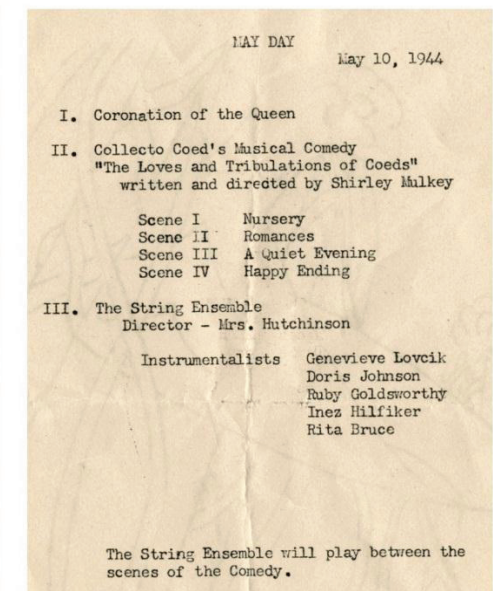 MAY DAY
May 10, 1944
I. Coronation of the Queen
II. Collecto Coed's Musical Comedy
"The Loves and Tribulations of Coeds"
written and directed by Shirley Mulkey
Scene I Nursery
Scene II Romances
Scene III A Quiet Evening
Scene IV Happy Ending
III. The String Ensemble
Director - Mrs. Hutchinson
Instrumentalists Genevieve Lovcik
Doris Johnson
Ruby Goldsworthy
Inez Hilfiker
Rita Bruce
The String Ensemble will play between the
scenes of the Comedy.